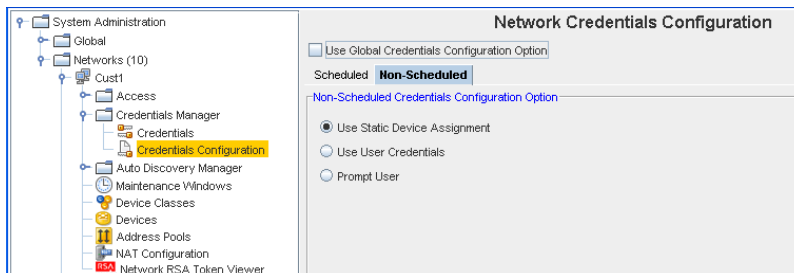 System Administration
Global
Networks (10)
Cust1
Access
Credentials Manager
Credentials
Credentials Configuration
Auto Discovery Manager
Maintenance Windows
Device Classes
Devices
Address Pools
NAT Configuration
RSA Network RSA Token Viewer
Network Credentials Configuration
Use Global Credentials Configuration Option
Scheduled Non-Scheduled
Non-Scheduled Credentials Configuration Option
Use Static Device Assignment
Use User Credentials
Prompt User